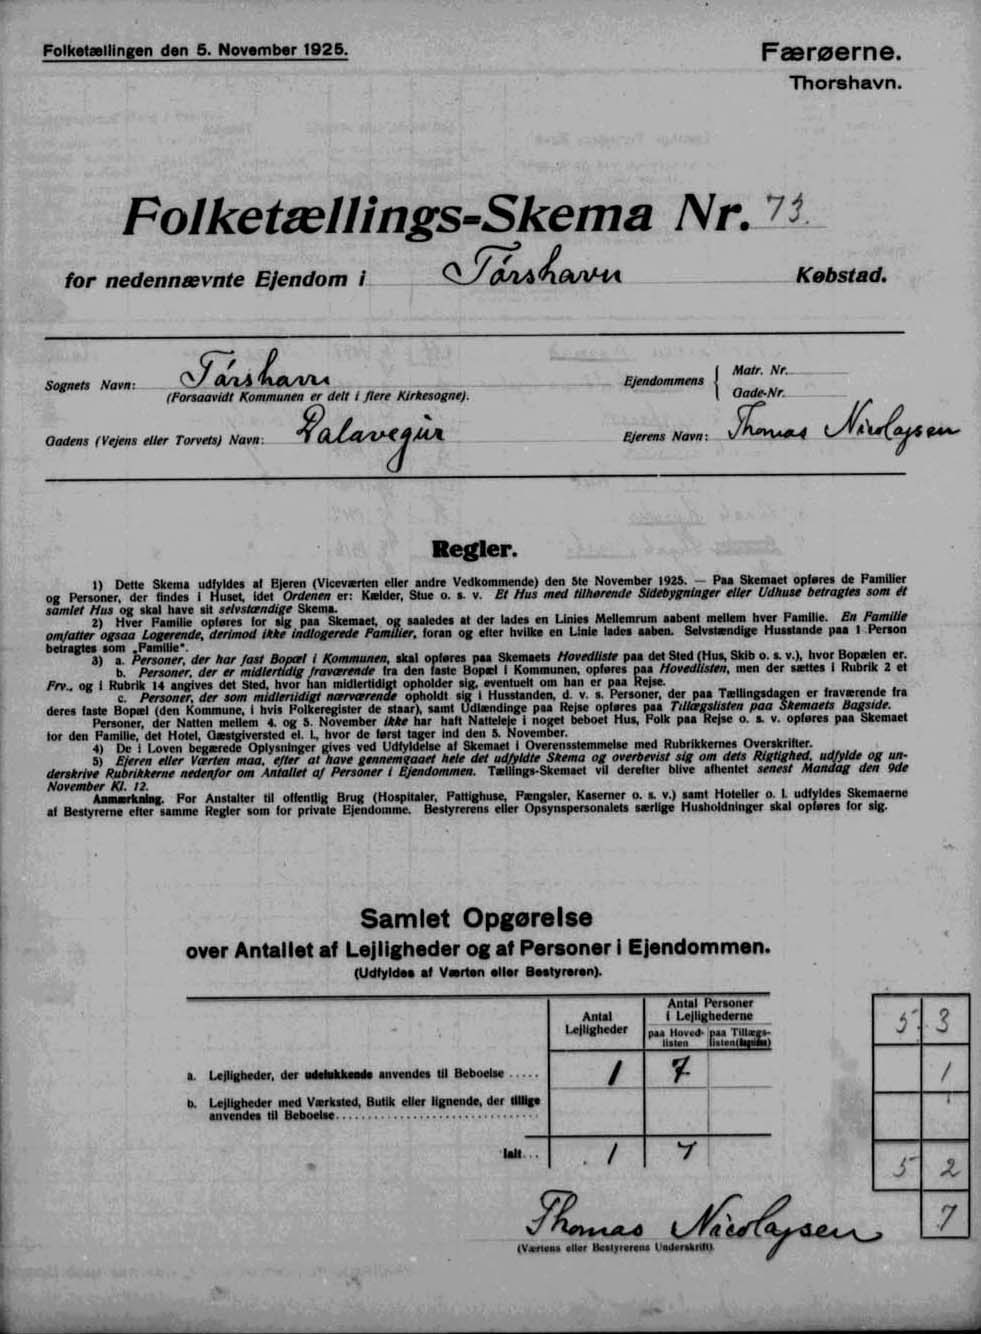 Folketællingen den 5. November 1925.
Færøerne.
Thorshavn.
Folketællings-Skema Nr. 73.
for nedennævnte Ejendom i Tórshavn Købstad.
Sognets Navn: Tórshavn
(Forsaavidt Kommunen er delt i flere Kirkesogne).
Ejendommens { Matr. Nr.
Gade-Nr.
Gadens (Vejens eller Torvets) Navn: Dalavegur
Ejerens Navn: Thomas Nicolajsen
Regler.
1) Dette Skema udfyldes af Ejeren (Viceværten eller andre Vedkommende) den 5te November 1925. — Paa Skemaet opføres de Familier
og Personer, der findes i Huset, idet Ordenen er: Kælder, Stue o. s. v. Et Hus med tilhørende Sidebygninger eller Udhuse betragtes som ét
samlet Hus og skal have sit selvstændige Skema.
2) Hver Familie opføres for sig paa Skemaet, og saaledes at der lades en Linies Mellemrum aabent mellem hver Familie. En Familie
omfatter ogsaa Logerende, derimod ikke indlogerede Familier, foran og efter hvilke en Linie lades aaben. Selvstændige Husstande paa 1 Person
betragtes som „Familie“.
3) a. Personer, der har fast Bopæl i Kommunen, skal opføres paa Skemaets Hovedliste paa det Sted (Hus, Skib o. s. v.), hvor Bopælen er.
b. Personer, der er midlertidig fraværende fra den faste Bopæl i Kommunen, opføres paa Hovedlisten, men der sættes i Rubrik 2 et
Frv., og i Rubrik 14 angives det Sted, hvor han midlertidigt opholder sig, eventuelt om han er paa Rejse.
c. Personer, der som midlertidigt nærværende opholdt sig i Husstanden, d. v. s. Personer, der paa Tællingsdagen er fraværende fra
deres faste Bopæl (den Kommune, i hvis Folkeregister de staar), samt Udlændinge paa Rejse opføres paa Tillægslisten paa Skemaets Bagside.
Personer, der Natten mellem 4. og 5. November ikke har haft Natteleje i noget beboet Hus, Folk paa Rejse o. s. v. opføres paa Skemaet
for den Familie, det Hotel, Gæstgiversted el. l., hvor de først tager ind den 5. November.
4) De i Loven begærede Oplysninger gives ved Udfyldelse af Skemaet i Overensstemmelse med Rubrikkernes Overskrifter.
5) Ejeren eller Værten maa, efter at have gennemgaaet hele det udfyldte Skema og overbevist sig om dets Rigtighed, udfylde og un-
derskrive Rubrikkerne nedenfor om Antallet af Personer i Ejendommen. Tællings-Skemaet vil derefter blive afhentet senest Mandag den 9de
November Kl. 12.
Anmærkning. For Anstalter til offentlig Brug (Hospitaler, Fattighuse, Fængsler, Kaserner o. s. v.) samt Hoteller o. l. udfyldes Skemaerne
af Bestyrerne efter samme Regler som for private Ejendomme. Bestyrerens eller Opsynspersonalets særlige Husholdninger skal opføres for sig.
Samlet Opgørelse
over Antallet af Lejligheder og af Personer i Ejendommen.
(Udfyldes af Værten eller Bestyreren).
Antal Lejligheder
Antal Personer i Lejlighederne
paa Hoved-listen
paa Tillægs-listen (Bagsiden)
5 3
a. Lejligheder, der udelukkende anvendes til Beboelse ..... 1 7
1
b. Lejligheder med Værksted, Butik eller lignende, der tillige
anvendes til Beboelse
Ialt... 1 7
5 2
7
Thomas Nicolajsen
(Værtens eller Bestyrerens Underskrift).